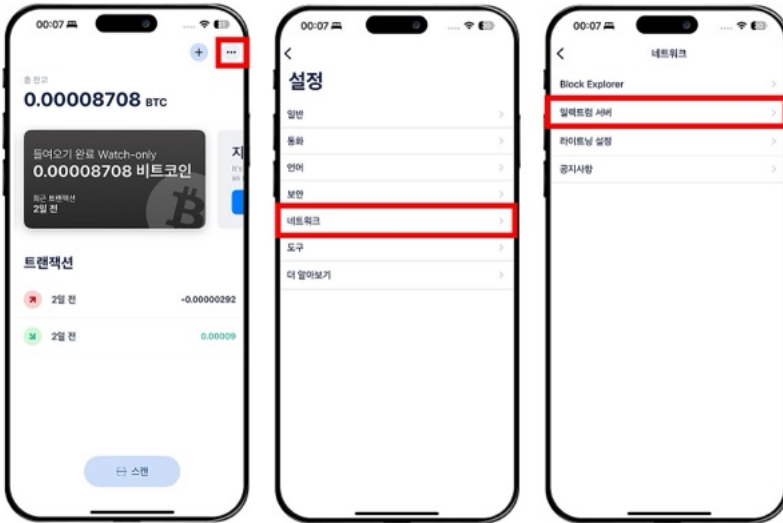 00:07
총 잔고
0.00008708 BTC
들여오기 완료 Watch-only
0.00008708 비트코인
최근 트랜잭션
2일 전
지
It's
트랜잭션
2일 전
-0.00000292
2일 전
0.00009
스캔
00:07
설정
일반
통화
언어
보안
네트워크
도구
더 알아보기
00:07
네트워크
Block Explorer
일렉트럼 서버
라이트닝 설정
공지사항